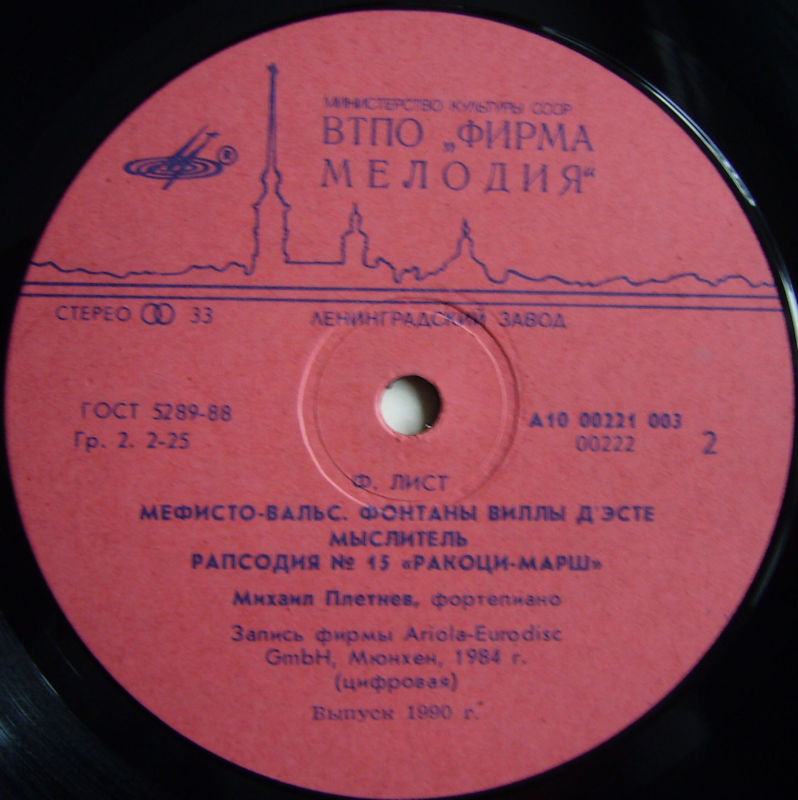 МИНИСТЕРСТВО КУЛЬТУРЫ СССР
ВТПО „ФИРМА
МЕЛОДИЯ“
®
СТЕРЕО 33
ЛЕНИНГРАДСКИЙ ЗАВОД
ГОСТ 5289-88
Гр. 2. 2-25
А10 00221 003
00222
2
Ф. ЛИСТ
МЕФИСТО-ВАЛЬС. ФОНТАНЫ ВИЛЛЫ Д'ЭСТЕ
МЫСЛИТЕЛЬ
РАПСОДИЯ № 15 «РАКОЦИ-МАРШ»
Михаил Плетнев, фортепиано
Запись фирмы Ariola-Eurodisc
GmbH, Мюнхен, 1984 г.
(цифровая)
Выпуск 1990 г.